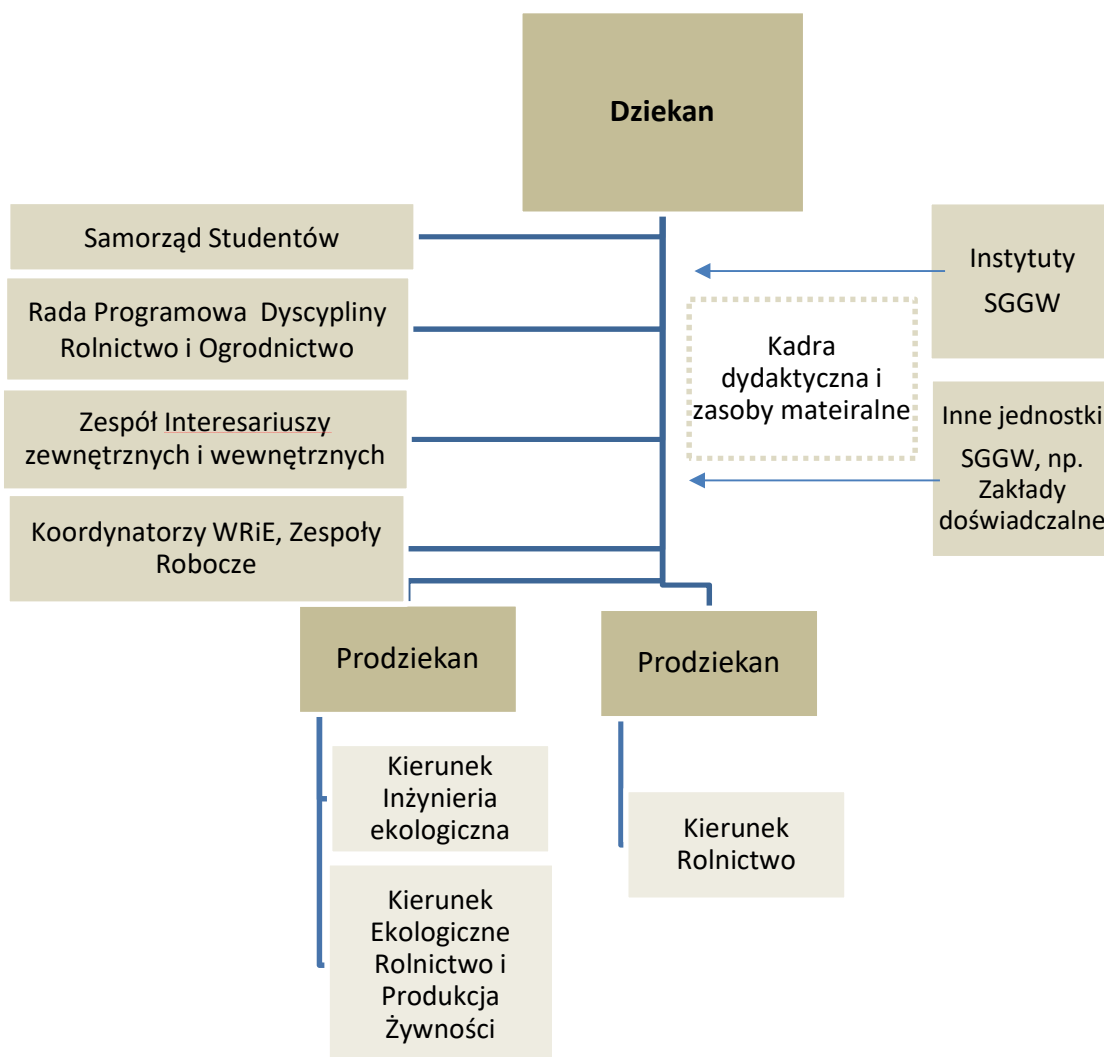 Dziekan
Samorząd Studentów
Rada Programowa Dyscypliny
Rolnictwo i Ogrodnictwo
Zespół Interesariuszy
zewnętrznych i wewnętrznych
Koordynatorzy WRiE, Zespoły
Robocze
Instytuty
SGGW
Kadra
dydaktyczna i
zasoby mateiralne
Inne jednostki
SGGW, np.
Zakłady
doświadczalne
Prodziekan
Kierunek
Inżynieria
ekologiczna
Kierunek
Ekologiczne
Rolnictwo i
Produkcja
Żywności
Prodziekan
Kierunek
Rolnictwo